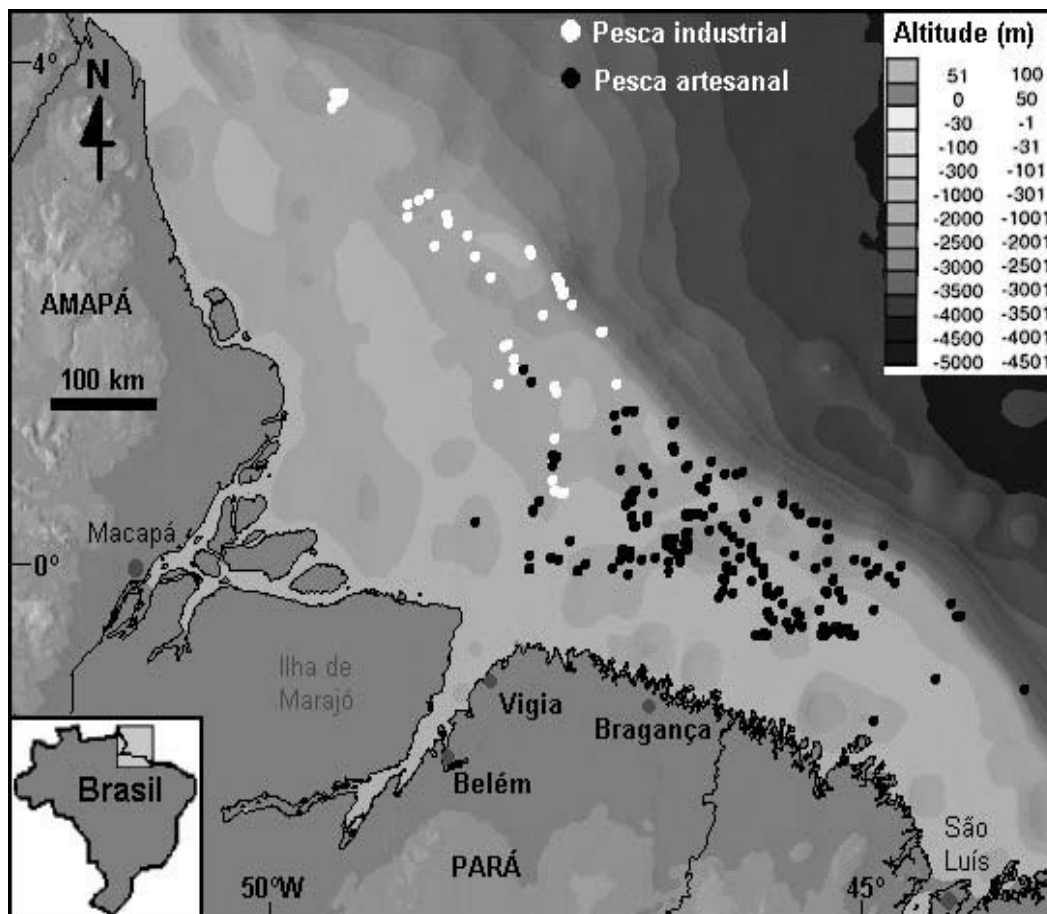 Pesca industrial
Pesca artesanal
Altitude (m)
51 100
0 50
-30 -1
-100 -31
-300 -101
-1000 -301
-2000 -1001
-2500 -2001
-3000 -2501
-3500 -3001
-4000 -3501
-4500 -4001
-5000 -4501
4°
N
AMAPÁ
100 km
Macapá
0°
Ilha de
Marajó
Vigia
Bragança
Belém
Brasil
PARÁ
São
Luís
50°W
45°